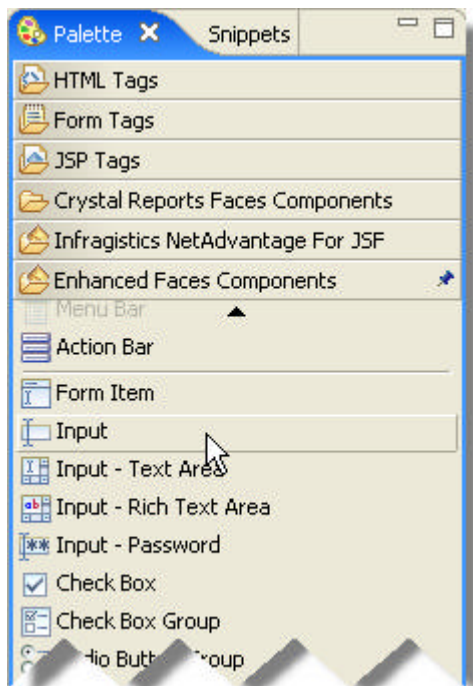 Palette Snippets
HTML Tags
Form Tags
JSP Tags
Crystal Reports Faces Components
Infragistics NetAdvantage For JSF
Enhanced Faces Components
Menu Bar
Action Bar
Form Item
Input
Input - Text Area
Input - Rich Text Area
Input - Password
Check Box
Check Box Group